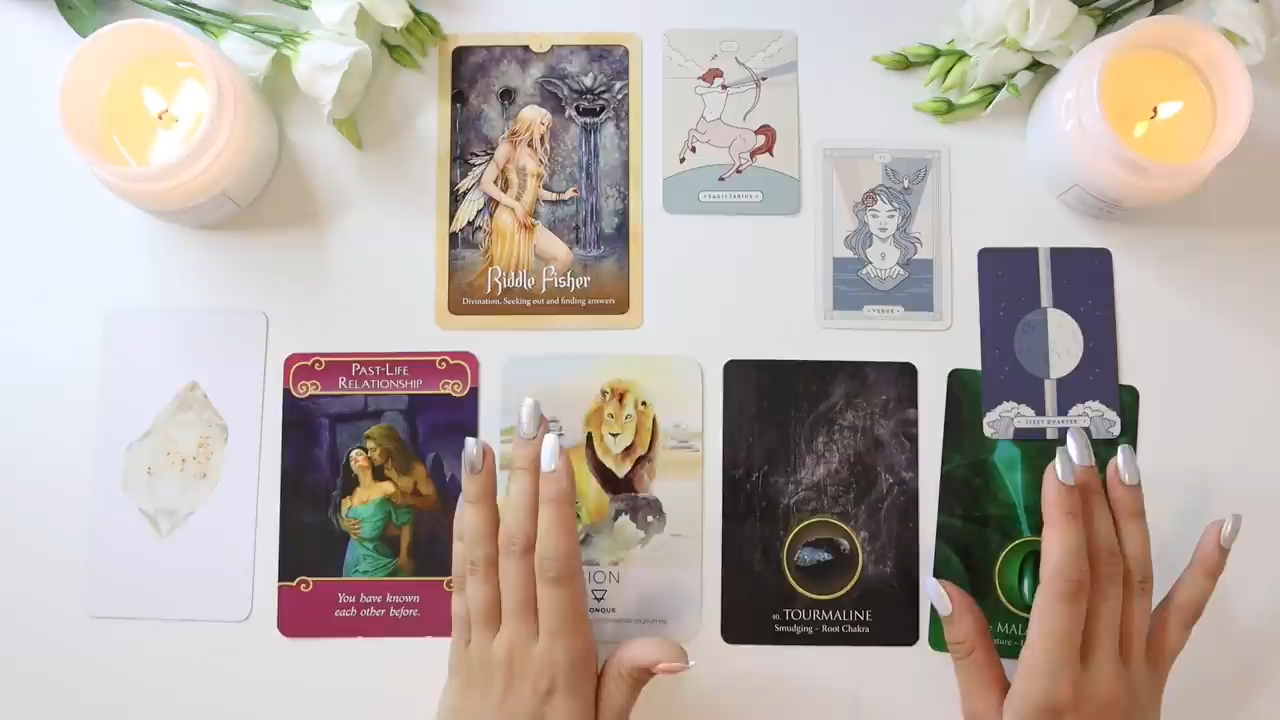 Riddle Fisher
Divination. Seeking out and finding answers
• SAGITTARIUS •
• VENUS •
• FIRST QUARTER •
PAST-LIFE
RELATIONSHIP
You have known
each other before.
40. TOURMALINE
Smudging – Root Chakra